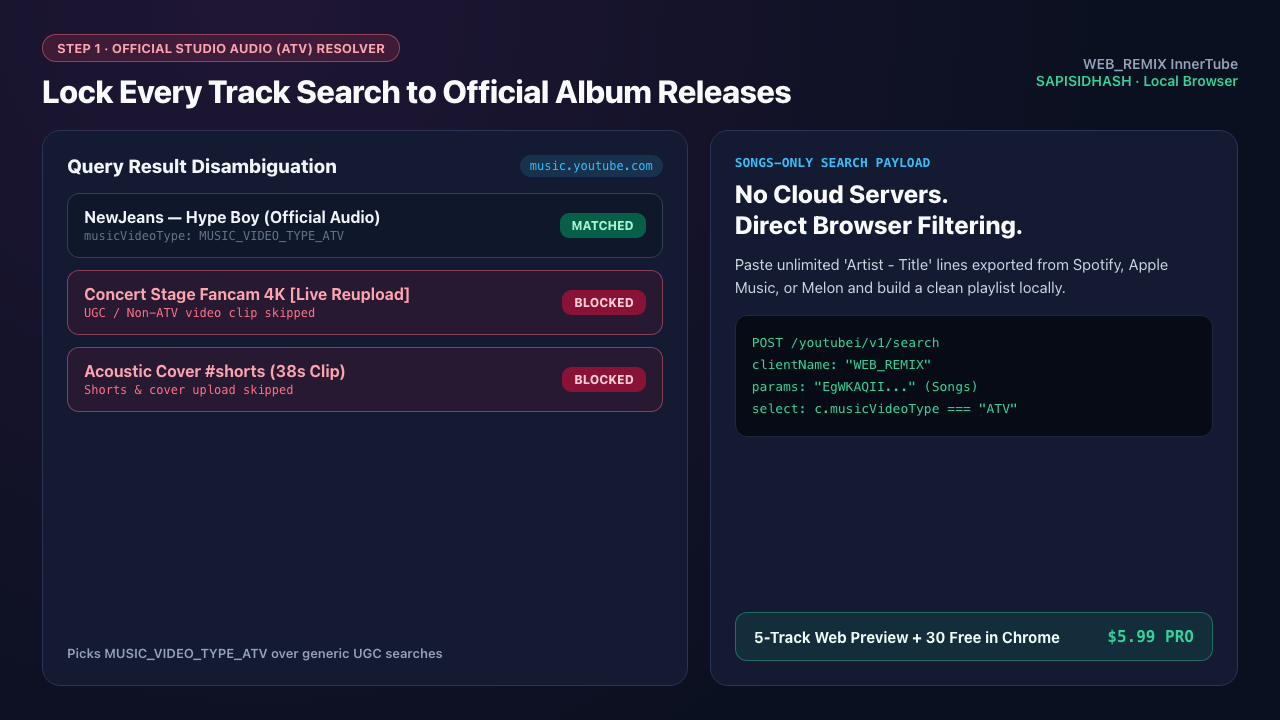 STEP 1 · OFFICIAL STUDIO AUDIO (ATV) RESOLVER
Lock Every Track Search to Official Album Releases
WEB_REMIX InnerTube
SAPISIDHASH · Local Browser
Query Result Disambiguation
music.youtube.com
NewJeans — Hype Boy (Official Audio)
musicVideoType: MUSIC_VIDEO_TYPE_ATV
MATCHED
Concert Stage Fancam 4K [Live Reupload]
UGC / Non-ATV video clip skipped
BLOCKED
Acoustic Cover #shorts (38s Clip)
Shorts & cover upload skipped
BLOCKED
Picks MUSIC_VIDEO_TYPE_ATV over generic UGC searches
SONGS-ONLY SEARCH PAYLOAD
No Cloud Servers.
Direct Browser Filtering.
Paste unlimited 'Artist - Title' lines exported from Spotify, Apple
Music, or Melon and build a clean playlist locally.
POST /youtubei/v1/search
clientName: "WEB_REMIX"
params: "EgWKAQII..." (Songs)
select: c.musicVideoType === "ATV"
5-Track Web Preview + 30 Free in Chrome
$5.99 PRO